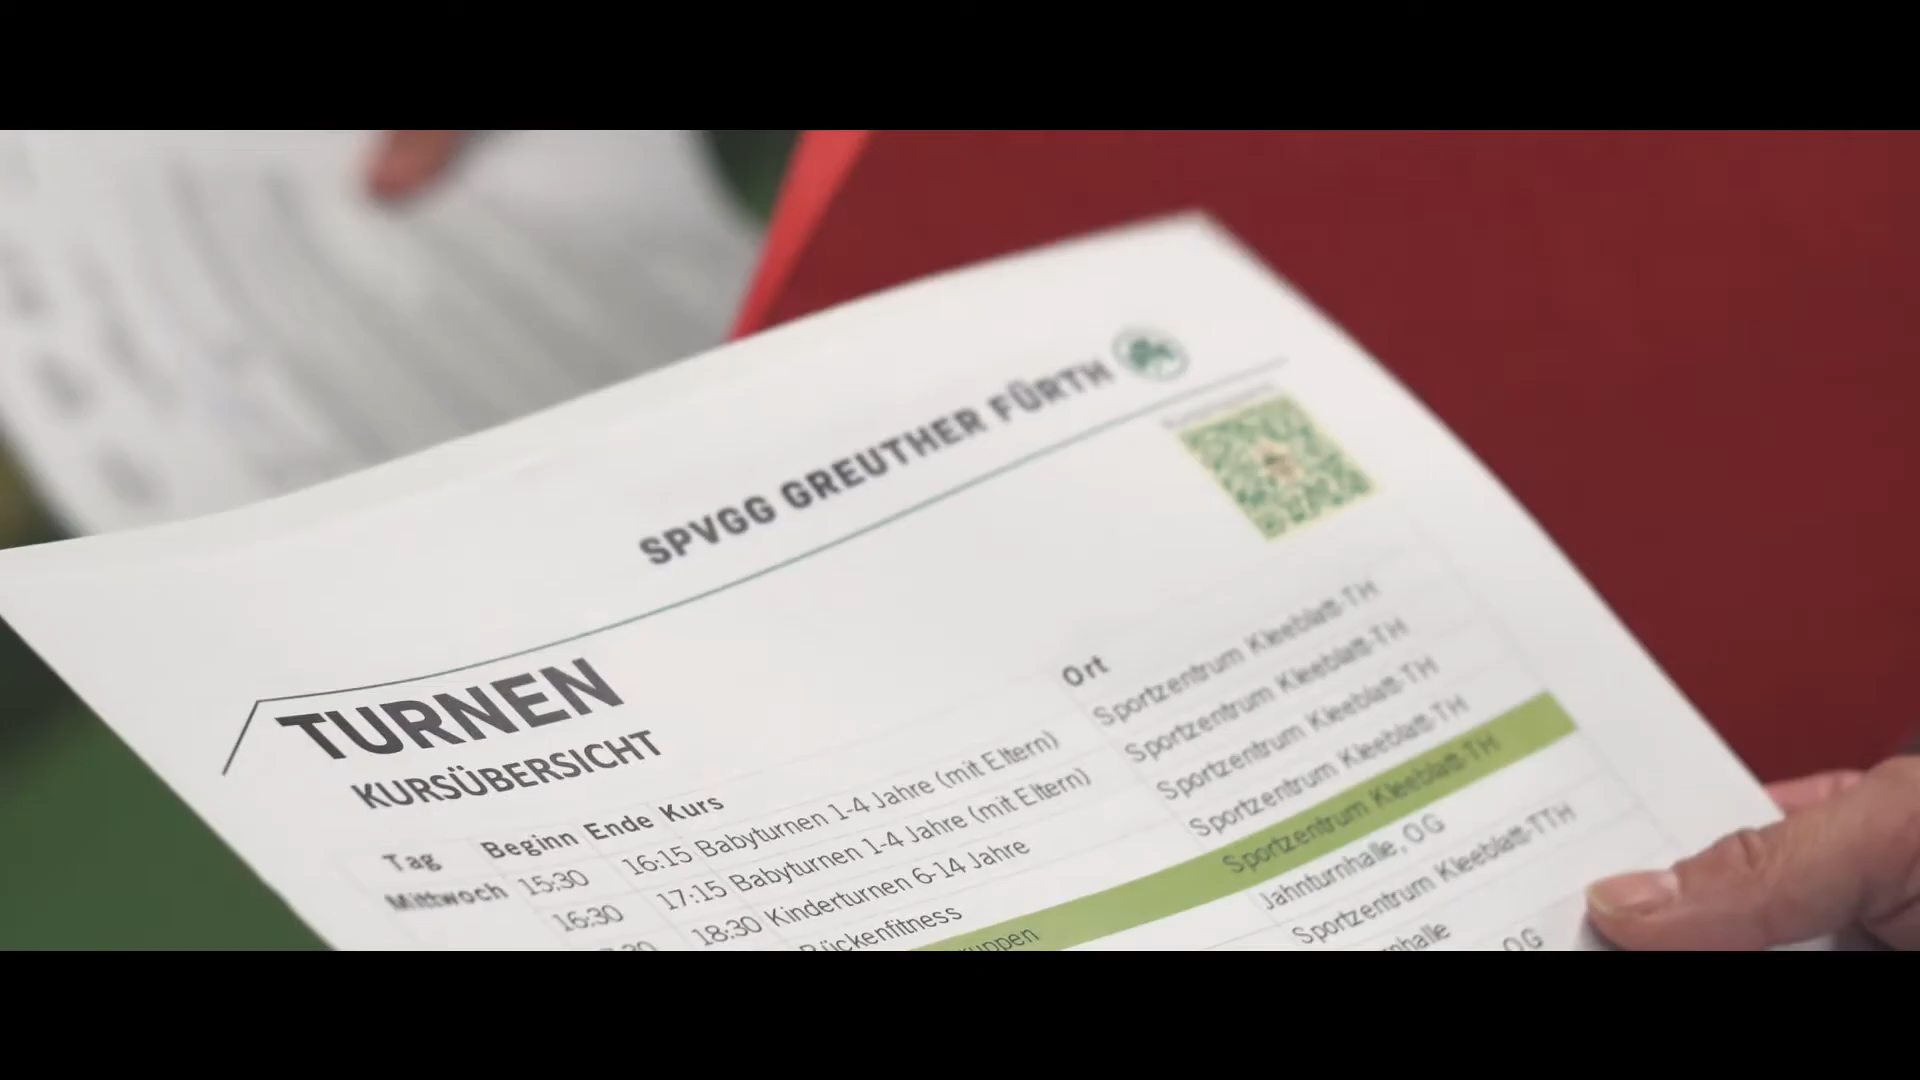 SPVGG GREUTHER FÜRTH
TURNEN
KURSÜBERSICHT
Tag Beginn Ende Kurs Ort
Mittwoch 15:30 16:15 Babyturnen 1-4 Jahre (mit Eltern) Sportzentrum Kleeblatt-TH
16:30 17:15 Babyturnen 1-4 Jahre (mit Eltern) Sportzentrum Kleeblatt-TH
18:30 Kinderturnen 6-14 Jahre Sportzentrum Kleeblatt-TH
Rückenfitness Sportzentrum Kleeblatt-TH
Sportzentrum Kleeblatt-TH
Jahnturnhalle, OG
Sportzentrum Kleeblatt-TTH
OG